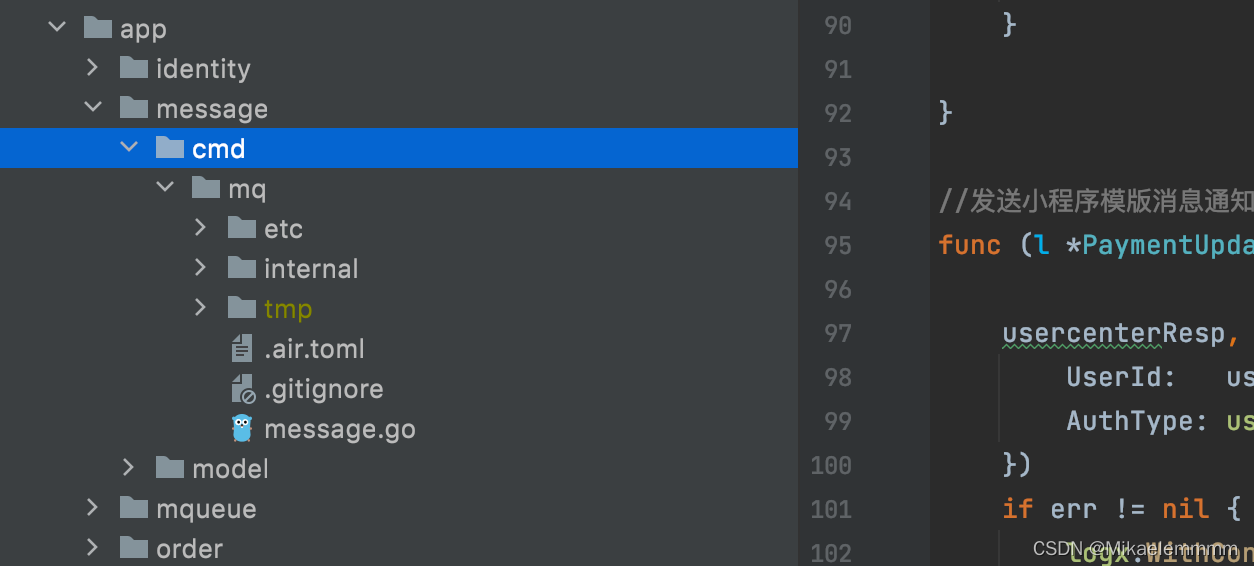 app
identity
message
cmd
mq
etc
internal
tmp
.air.toml
.gitignore
message.go
model
mqueue
order
90 }
91
92 }
93
94 //发送小程序模版消息通知
95 func (l *PaymentUpda
96
97 usercenterResp,
98 UserId: us
99 AuthType: us
100 })
101 if err != nil {
102 logx.WithCon
CSDN @Mikaelemmmm